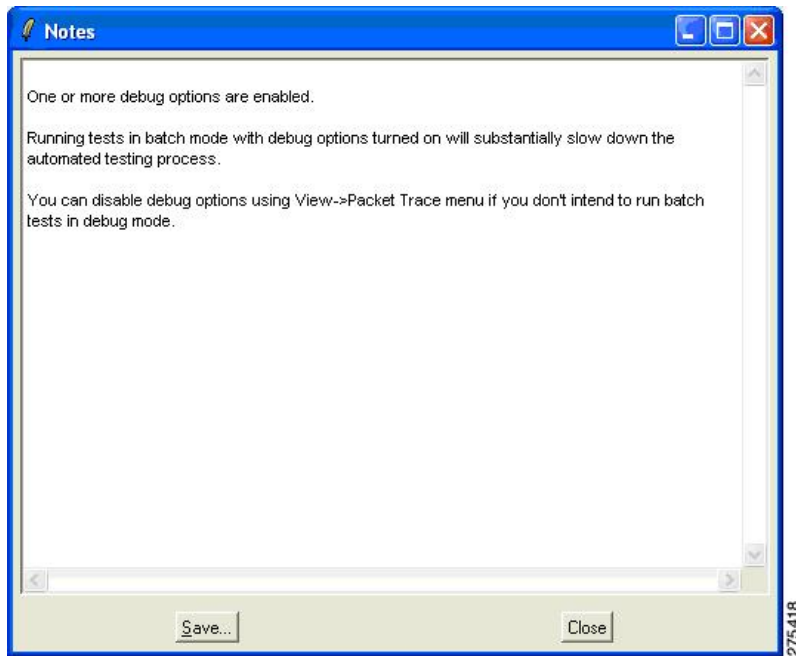 Notes
One or more debug options are enabled.
Running tests in batch mode with debug options turned on will substantially slow down the
automated testing process.
You can disable debug options using View->Packet Trace menu if you don't intend to run batch
tests in debug mode.
Save...
Close
275418